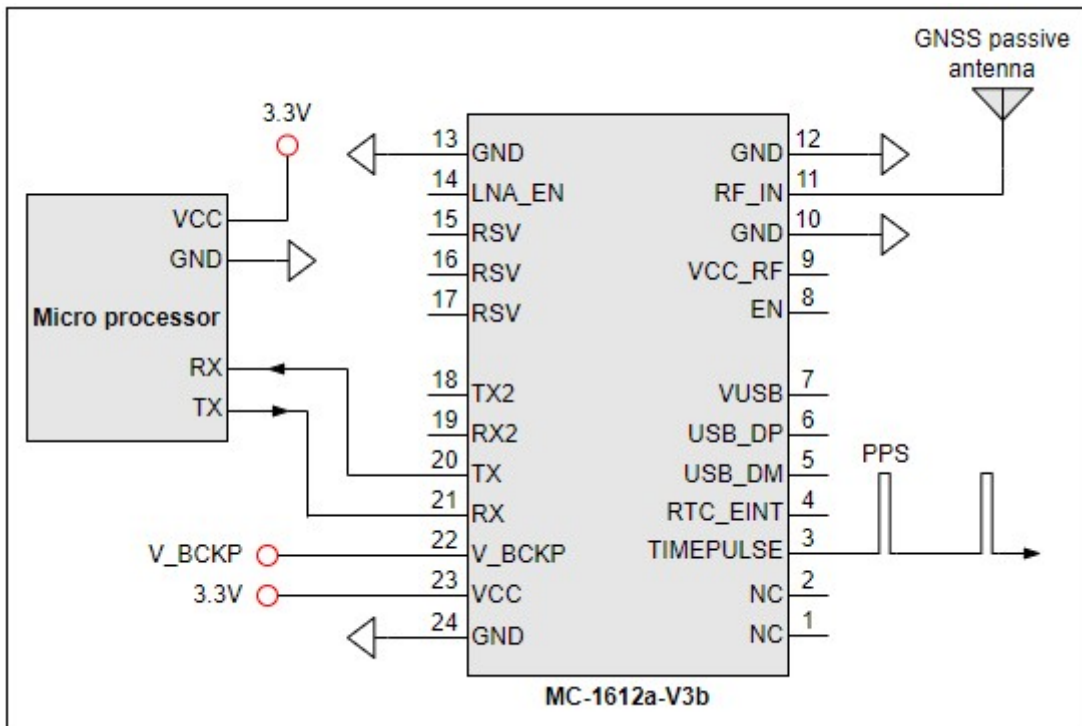 GNSS passive
antenna
3.3V
VCC
GND
Micro processor
RX
TX
13 GND
14 LNA_EN
15 RSV
16 RSV
17 RSV
18 TX2
19 RX2
20 TX
21 RX
V_BCKP 22 V_BCKP
3.3V 23 VCC
24 GND
GND 12
RF_IN 11
GND 10
VCC_RF 9
EN 8
VUSB 7
USB_DP 6
USB_DM 5
RTC_EINT 4
TIMEPULSE 3
NC 2
NC 1
PPS
MC-1612a-V3b